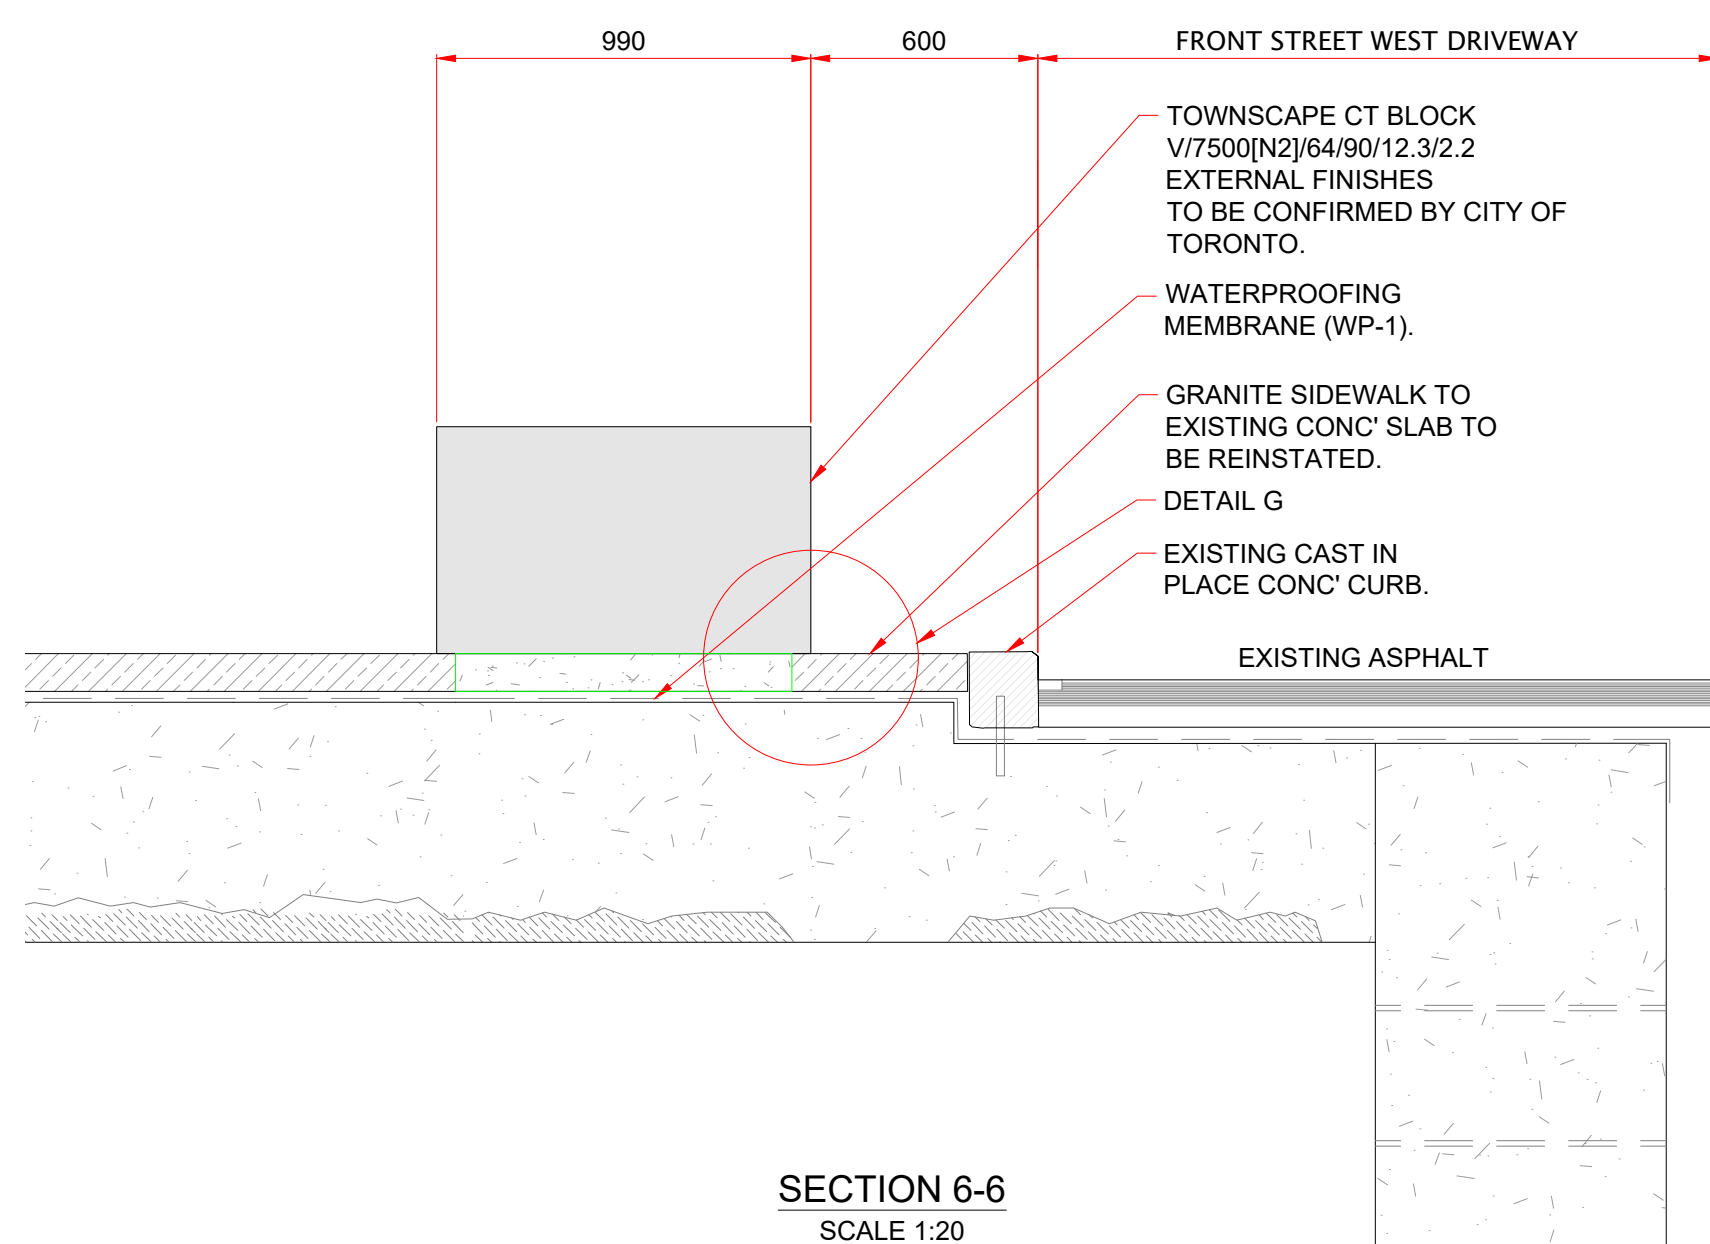 990
600
FRONT STREET WEST DRIVEWAY
TOWNSCAPE CT BLOCK
V/7500[N2]/64/90/12.3/2.2
EXTERNAL FINISHES
TO BE CONFIRMED BY CITY OF
TORONTO.
WATERPROOFING
MEMBRANE (WP-1).
GRANITE SIDEWALK TO
EXISTING CONC' SLAB TO
BE REINSTATED.
DETAIL G
EXISTING CAST IN
PLACE CONC' CURB.
EXISTING ASPHALT
SECTION 6-6
SCALE 1:20